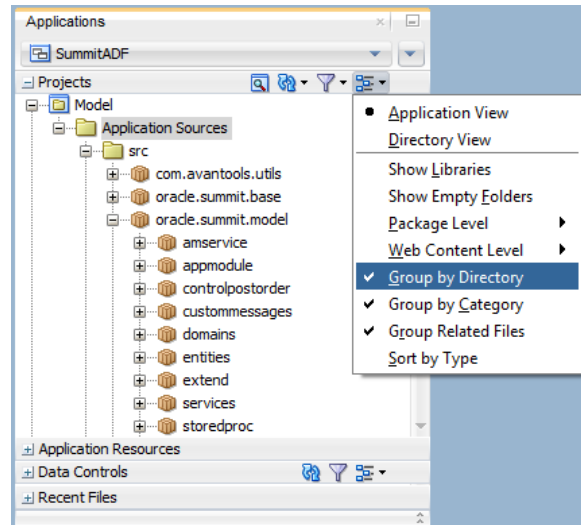 Applications
SummitADF
Projects
Model
Application Sources
src
com.avantools.utils
oracle.summit.base
oracle.summit.model
amservice
appmodule
controlpostorder
custommessages
domains
entities
extend
services
storedproc
Application Resources
Data Controls
Recent Files
Application View
Directory View
Show Libraries
Show Empty Folders
Package Level
Web Content Level
Group by Directory
Group by Category
Group Related Files
Sort by Type